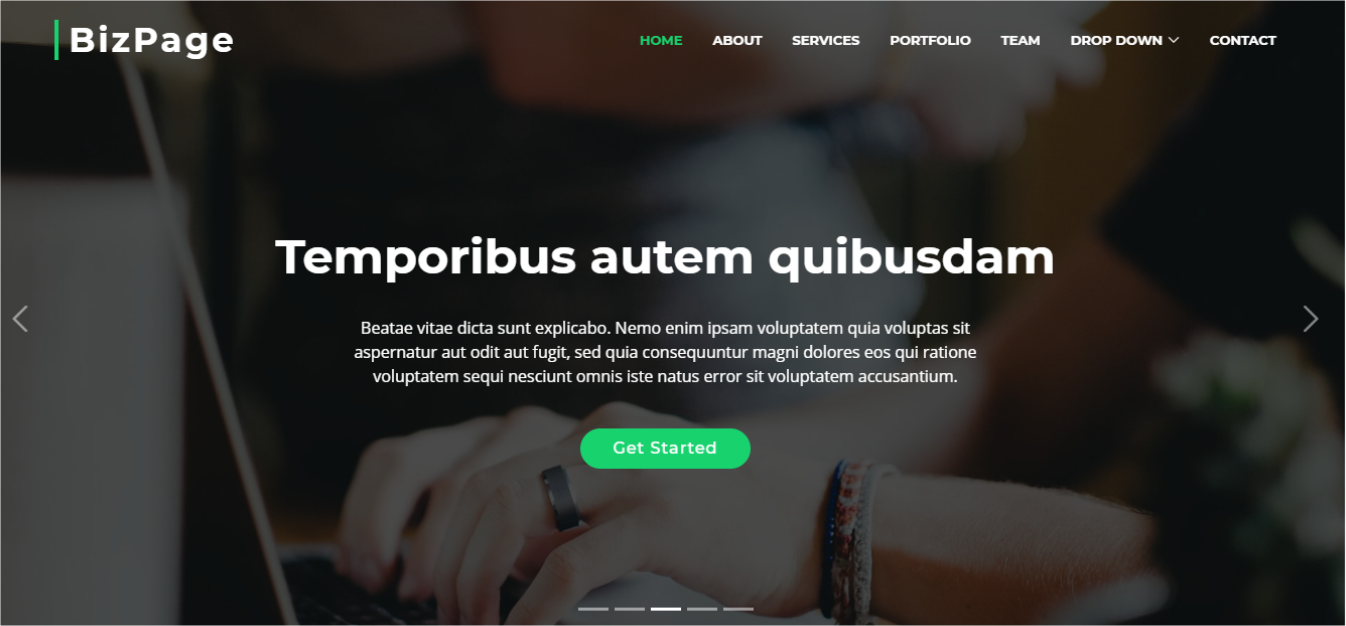 BizPage
HOME ABOUT SERVICES PORTFOLIO TEAM DROP DOWN CONTACT
Temporibus autem quibusdam
Beatae vitae dicta sunt explicabo. Nemo enim ipsam voluptatem quia voluptas sit
aspernatur aut odit aut fugit, sed quia consequuntur magni dolores eos qui ratione
voluptatem sequi nesciunt omnis iste natus error sit voluptatem accusantium.
Get Started